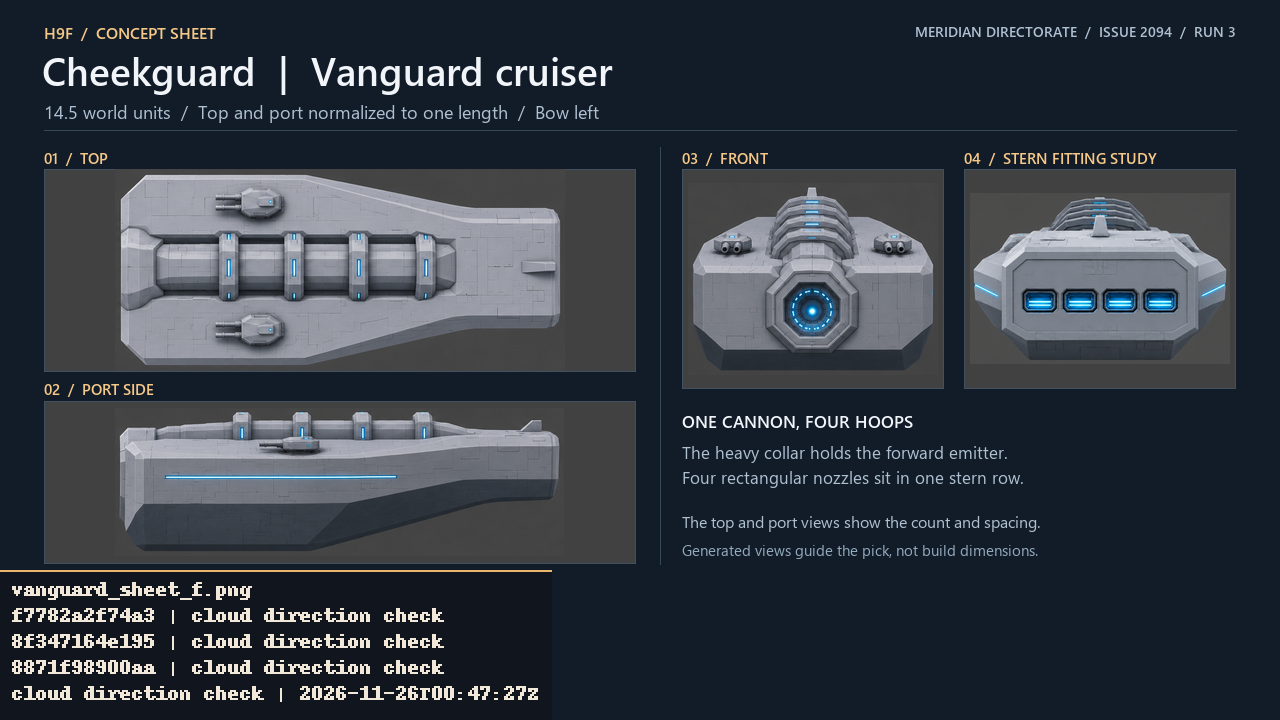 H9F / CONCEPT SHEET
MERIDIAN DIRECTORATE / ISSUE 2094 / RUN 3
Cheekguard | Vanguard cruiser
14.5 world units / Top and port normalized to one length / Bow left
01 / TOP
02 / PORT SIDE
03 / FRONT
04 / STERN FITTING STUDY
ONE CANNON, FOUR HOOPS
The heavy collar holds the forward emitter.
Four rectangular nozzles sit in one stern row.
The top and port views show the count and spacing.
Generated views guide the pick, not build dimensions.
vanguard_sheet_f.png
f7782a2f74a3 | cloud direction check
8f347164e195 | cloud direction check
8871f98900aa | cloud direction check
cloud direction check | 2026-11-26T00:47:27Z